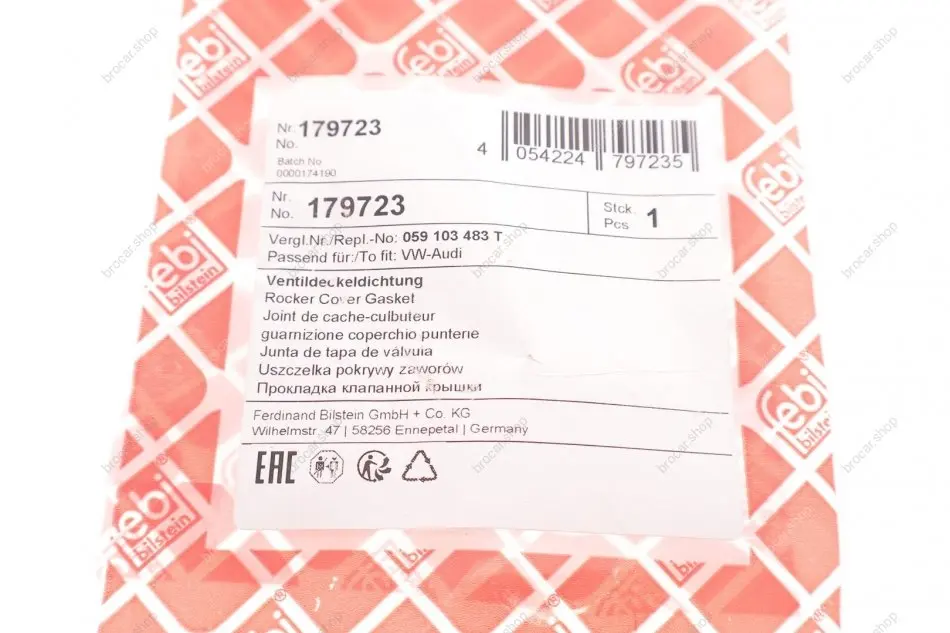 Nr. 179723
No.
Batch No
0000174190
4 054224 797235
Nr.
No. 179723
Stck.
Pcs 1
Vergl.Nr./Repl.-No: 059 103 483 T
Passend für:/To fit: VW-Audi
Ventildeckeldichtung
Rocker Cover Gasket
Joint de cache-culbuteur
guarnizione coperchio punterie
Junta de tapa de válvula
Uszczelka pokrywy zaworów
Прокладка клапанной крышки
Ferdinand Bilstein GmbH + Co. KG
Wilhelmstr. 47 | 58256 Ennepetal | Germany
EAC
febi
bilstein
brocar.shop